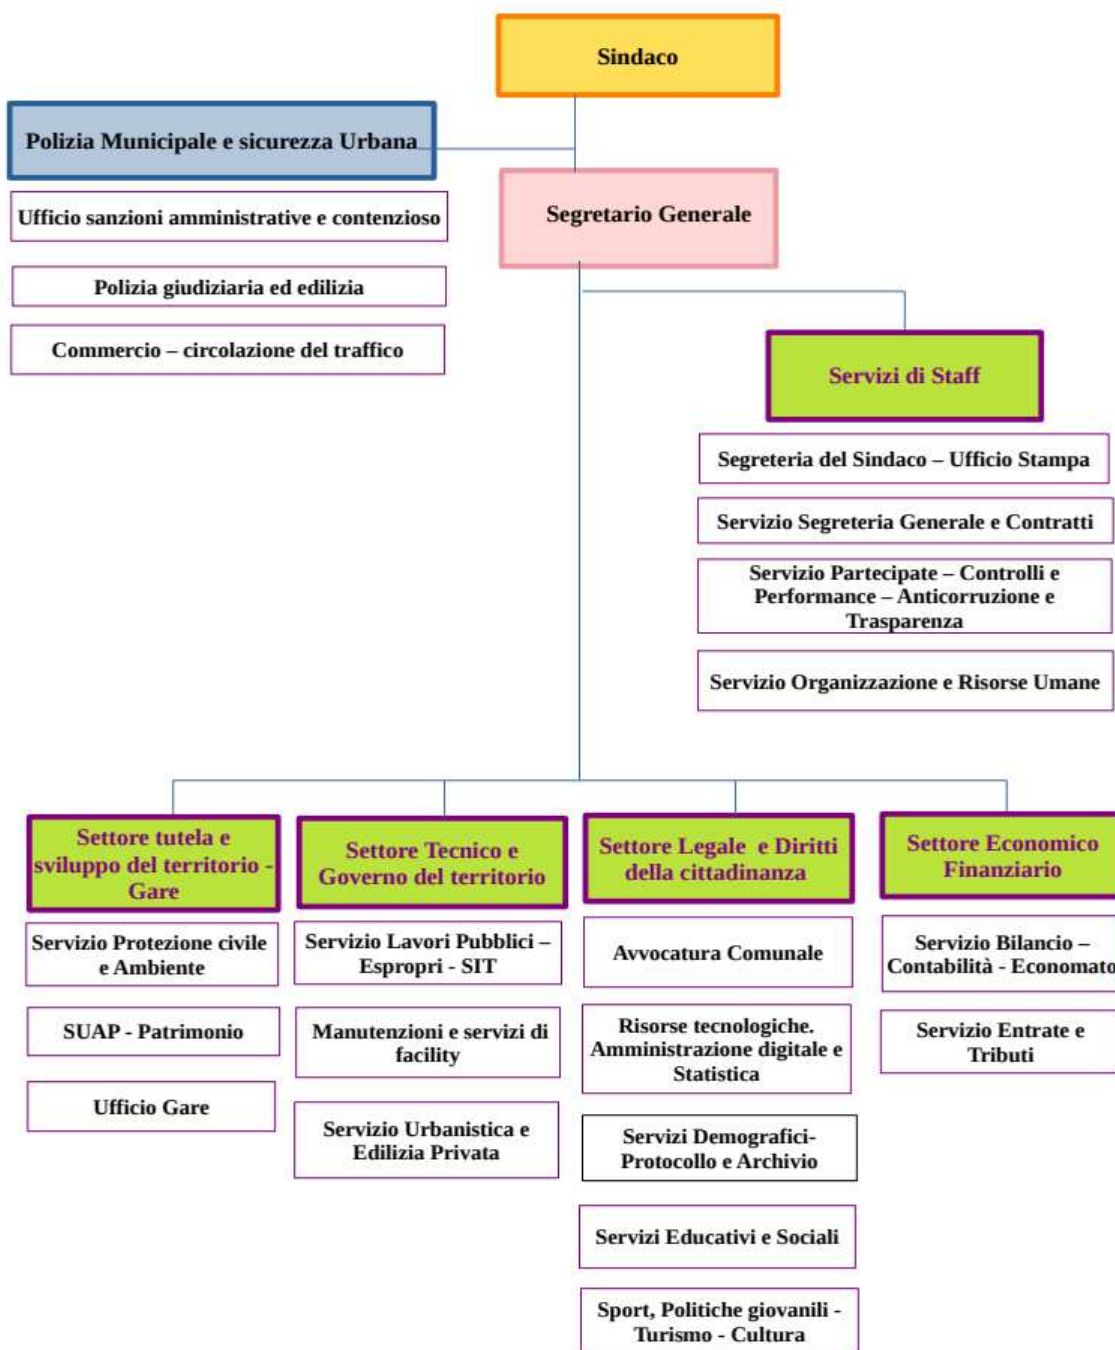 Sindaco
Polizia Municipale e sicurezza Urbana
Ufficio sanzioni amministrative e contenzioso
Polizia giudiziaria ed edilizia
Commercio – circolazione del traffico
Segretario Generale
Servizi di Staff
Segreteria del Sindaco – Ufficio Stampa
Servizio Segreteria Generale e Contratti
Servizio Partecipate – Controlli e
Performance – Anticorruzione e
Trasparenza
Servizio Organizzazione e Risorse Umane
Settore tutela e
sviluppo del territorio -
Gare
Servizio Protezione civile
e Ambiente
SUAP - Patrimonio
Ufficio Gare
Settore Tecnico e
Governo del territorio
Servizio Lavori Pubblici –
Espropri - SIT
Manutenzioni e servizi di
facility
Servizio Urbanistica e
Edilizia Privata
Settore Legale e Diritti
della cittadinanza
Avvocatura Comunale
Risorse tecnologiche.
Amministrazione digitale e
Statistica
Servizi Demografici-
Protocollo e Archivio
Servizi Educativi e Sociali
Sport, Politiche giovanili -
Turismo - Cultura
Settore Economico
Finanziario
Servizio Bilancio –
Contabilità - Economato
Servizio Entrate e
Tributi